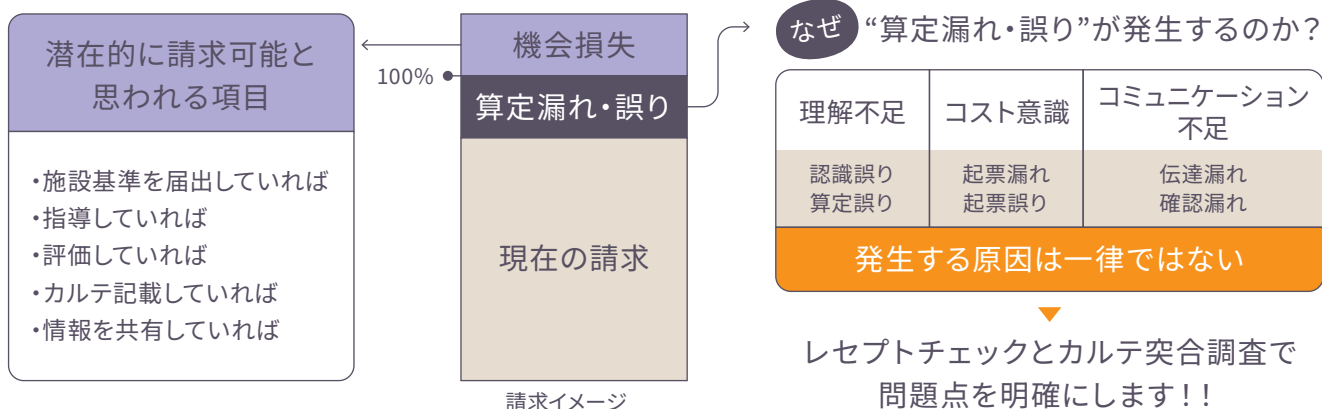 潜在的に請求可能と
思われる項目
・施設基準を届出していれば
・指導していれば
・評価していれば
・カルテ記載していれば
・情報を共有していれば
100%
機会損失
算定漏れ・誤り
現在の請求
請求イメージ
なぜ “算定漏れ・誤り”が発生するのか?
理解不足
認識誤り
算定誤り
コスト意識
起票漏れ
起票誤り
コミュニケーション
不足
伝達漏れ
確認漏れ
発生する原因は一律ではない
レセプトチェックとカルテ突合調査で
問題点を明確にします!!